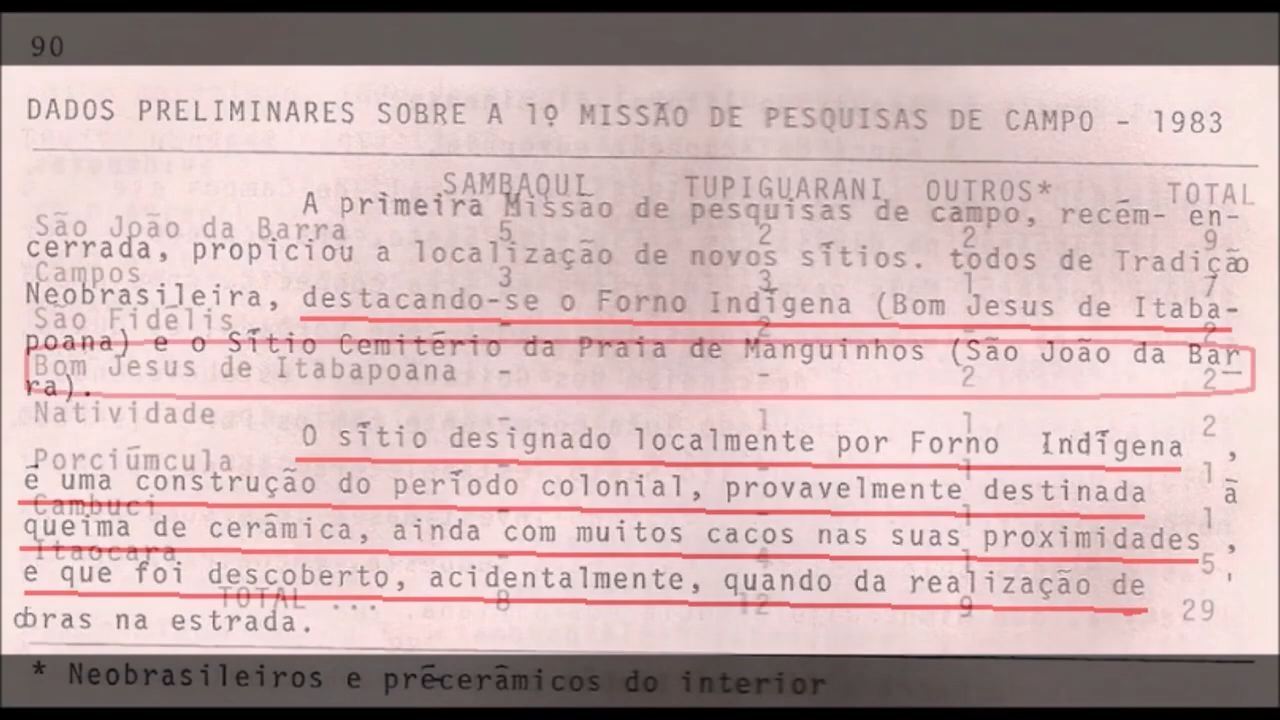 90
DADOS PRELIMINARES SOBRE A 1º MISSÃO DE PESQUISAS DE CAMPO - 1983
SAMBAQUI TUPIGUARANI OUTROS* TOTAL
A primeira Missão de pesquisas de campo, recém- en-
São João da Barra 5 2 2 9
cerrada, propiciou a localização de novos sítios. todos de Tradição
Campos 3 3 1 7
Neobrasileira, destacando-se o Forno Indígena (Bom Jesus de Itaba-
São Fidélis - 2 - 2
poana) e o Sítio Cemitério da Praia de Manguinhos (São João da Bar
Bom Jesus de Itabapoana - - 2 2
ra).
Natividade - 1 1 2
O sítio designado localmente por Forno Indígena ,
Porciúmcula - - 1 1
é uma construção do período colonial, provavelmente destinada à
Cambuci - - 1 1
queima de cerâmica, ainda com muitos cacos nas suas proximidades ,
Itaocara - 4 1 5
e que foi descoberto, acidentalmente, quando da realização de
TOTAL ... 8 12 9 29
obras na estrada.
* Neobrasileiros e précerâmicos do interior